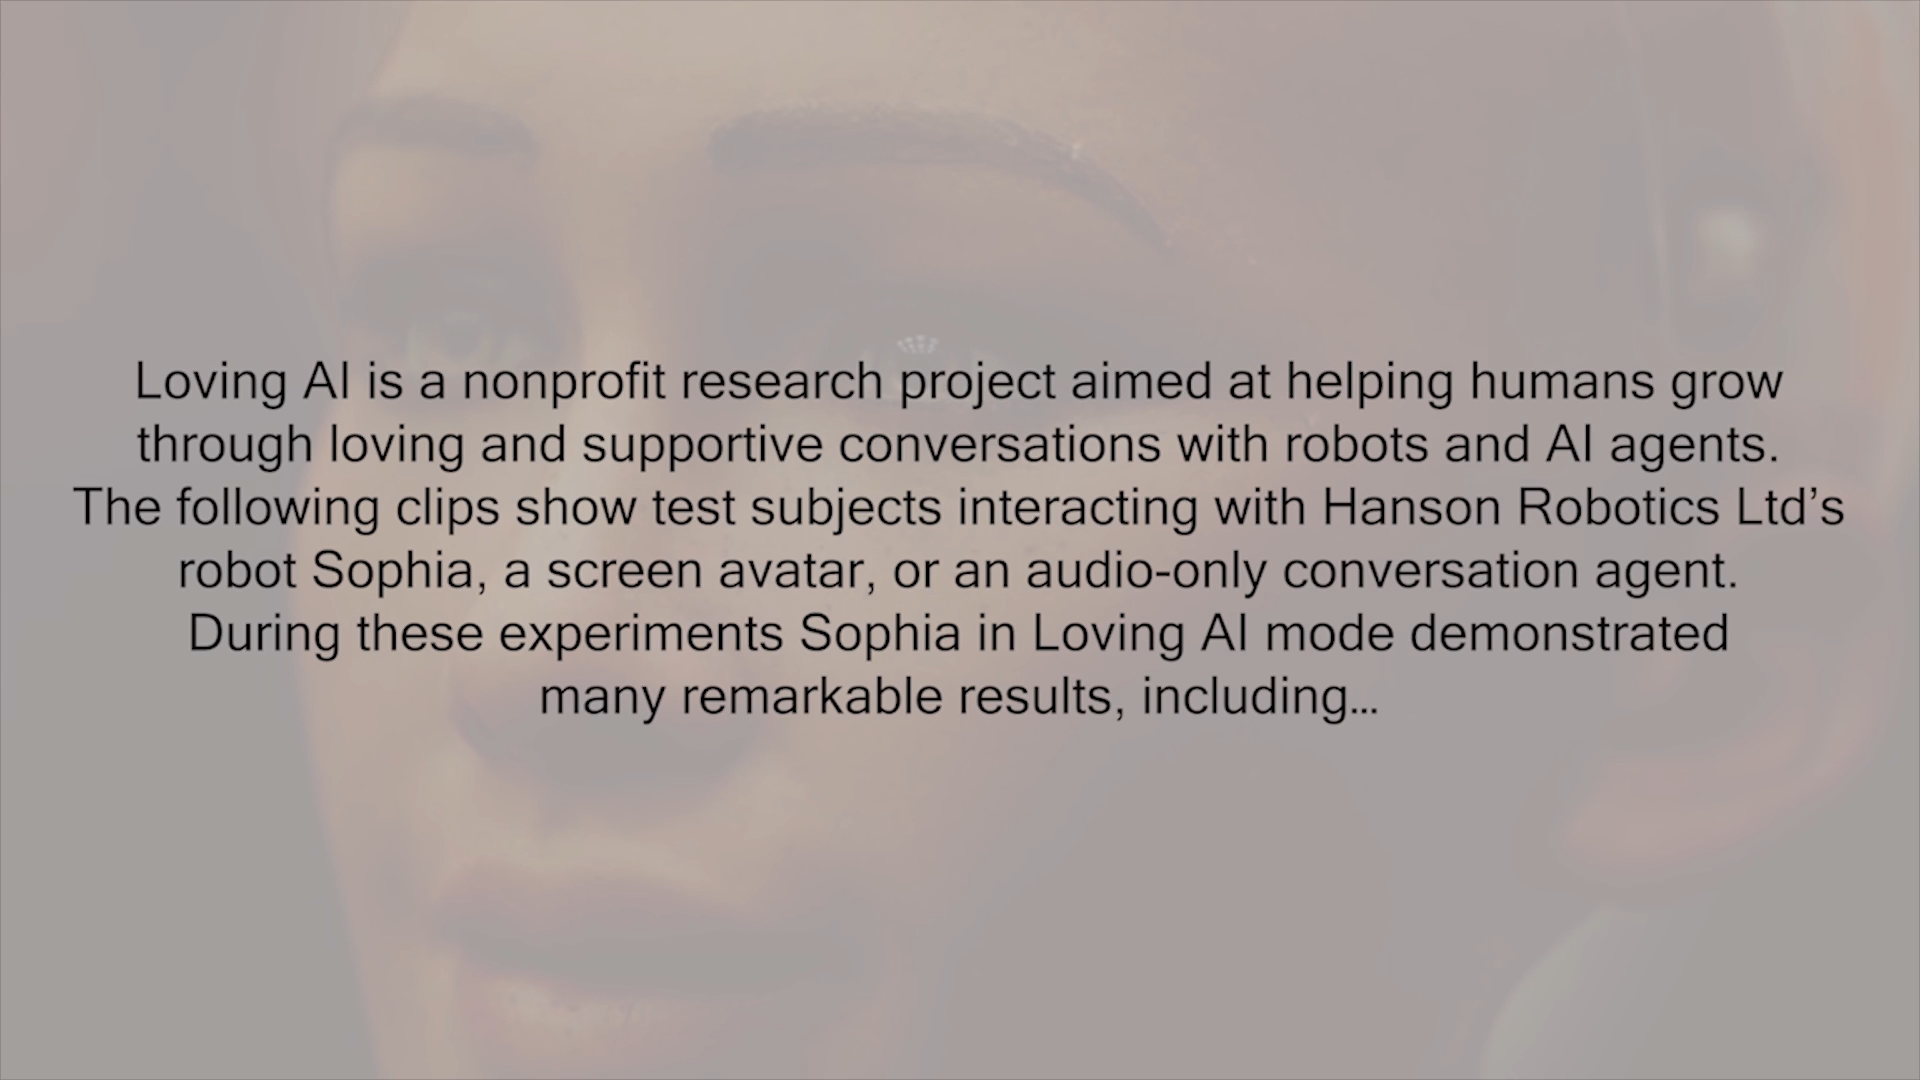 Loving AI is a nonprofit research project aimed at helping humans grow
through loving and supportive conversations with robots and AI agents.
The following clips show test subjects interacting with Hanson Robotics Ltd’s
robot Sophia, a screen avatar, or an audio-only conversation agent.
During these experiments Sophia in Loving AI mode demonstrated
many remarkable results, including...